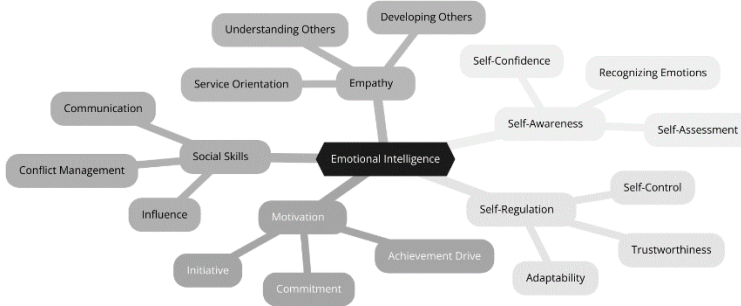 Developing Others
Understanding Others
Service Orientation
Empathy
Self-Confidence
Recognizing Emotions
Self-Awareness
Self-Assessment
Communication
Social Skills
Conflict Management
Influence
Emotional Intelligence
Self-Regulation
Self-Control
Trustworthiness
Adaptability
Motivation
Initiative
Commitment
Achievement Drive